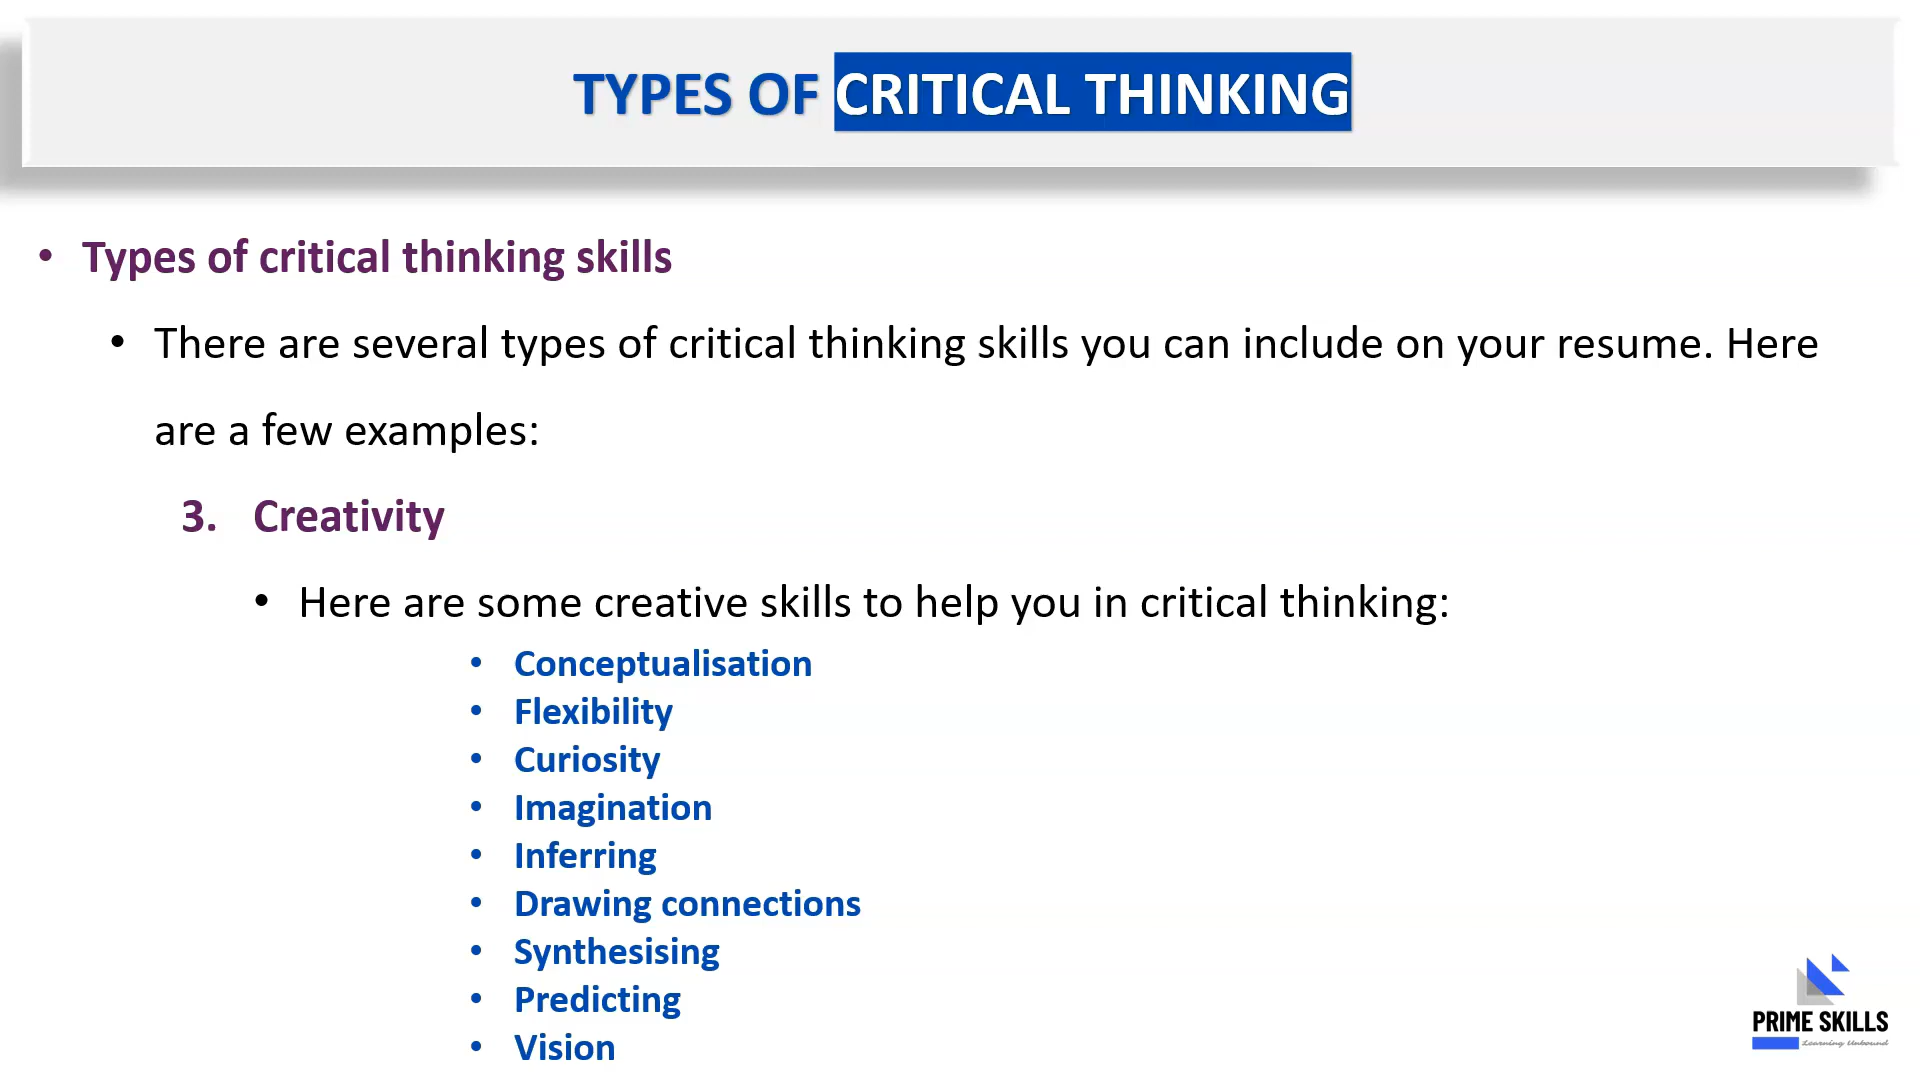 TYPES OF CRITICAL THINKING
• Types of critical thinking skills
• There are several types of critical thinking skills you can include on your resume. Here
are a few examples:
3. Creativity
• Here are some creative skills to help you in critical thinking:
• Conceptualisation
• Flexibility
• Curiosity
• Imagination
• Inferring
• Drawing connections
• Synthesising
• Predicting
• Vision
PRIME SKILLS
Learning Unbound